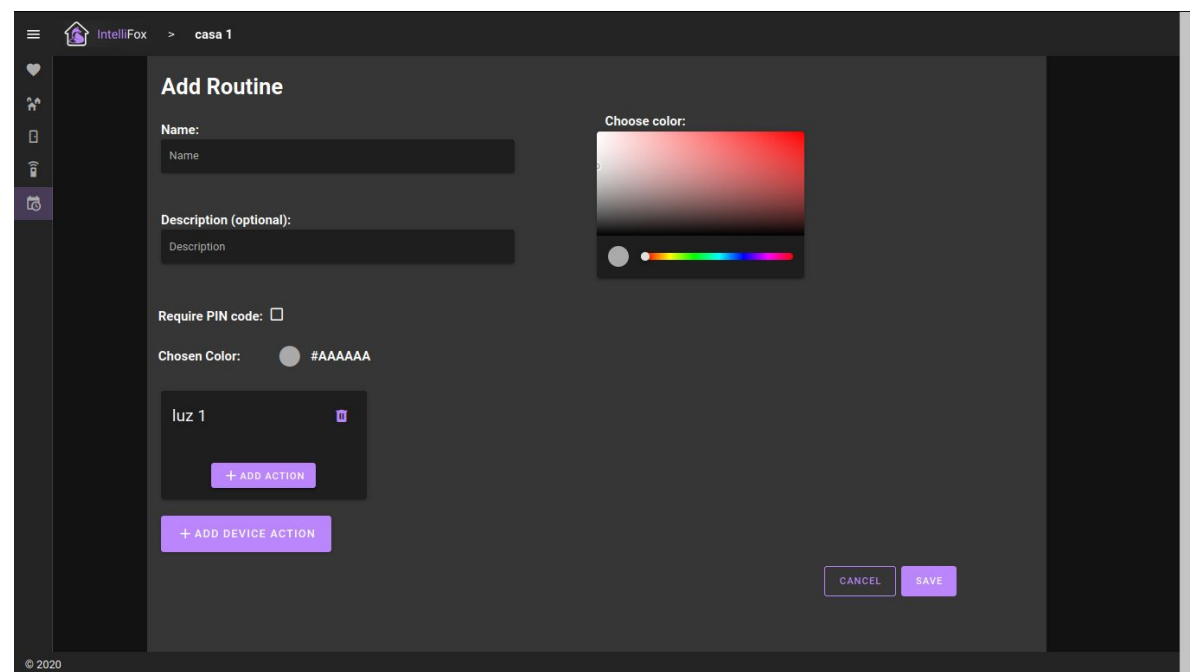 IntelliFox > casa 1
Add Routine
Name:
Name
Choose color:
Description (optional):
Description
Require PIN code:
Chosen Color: #AAAAAA
luz 1
+ ADD ACTION
+ ADD DEVICE ACTION
CANCEL SAVE
© 2020